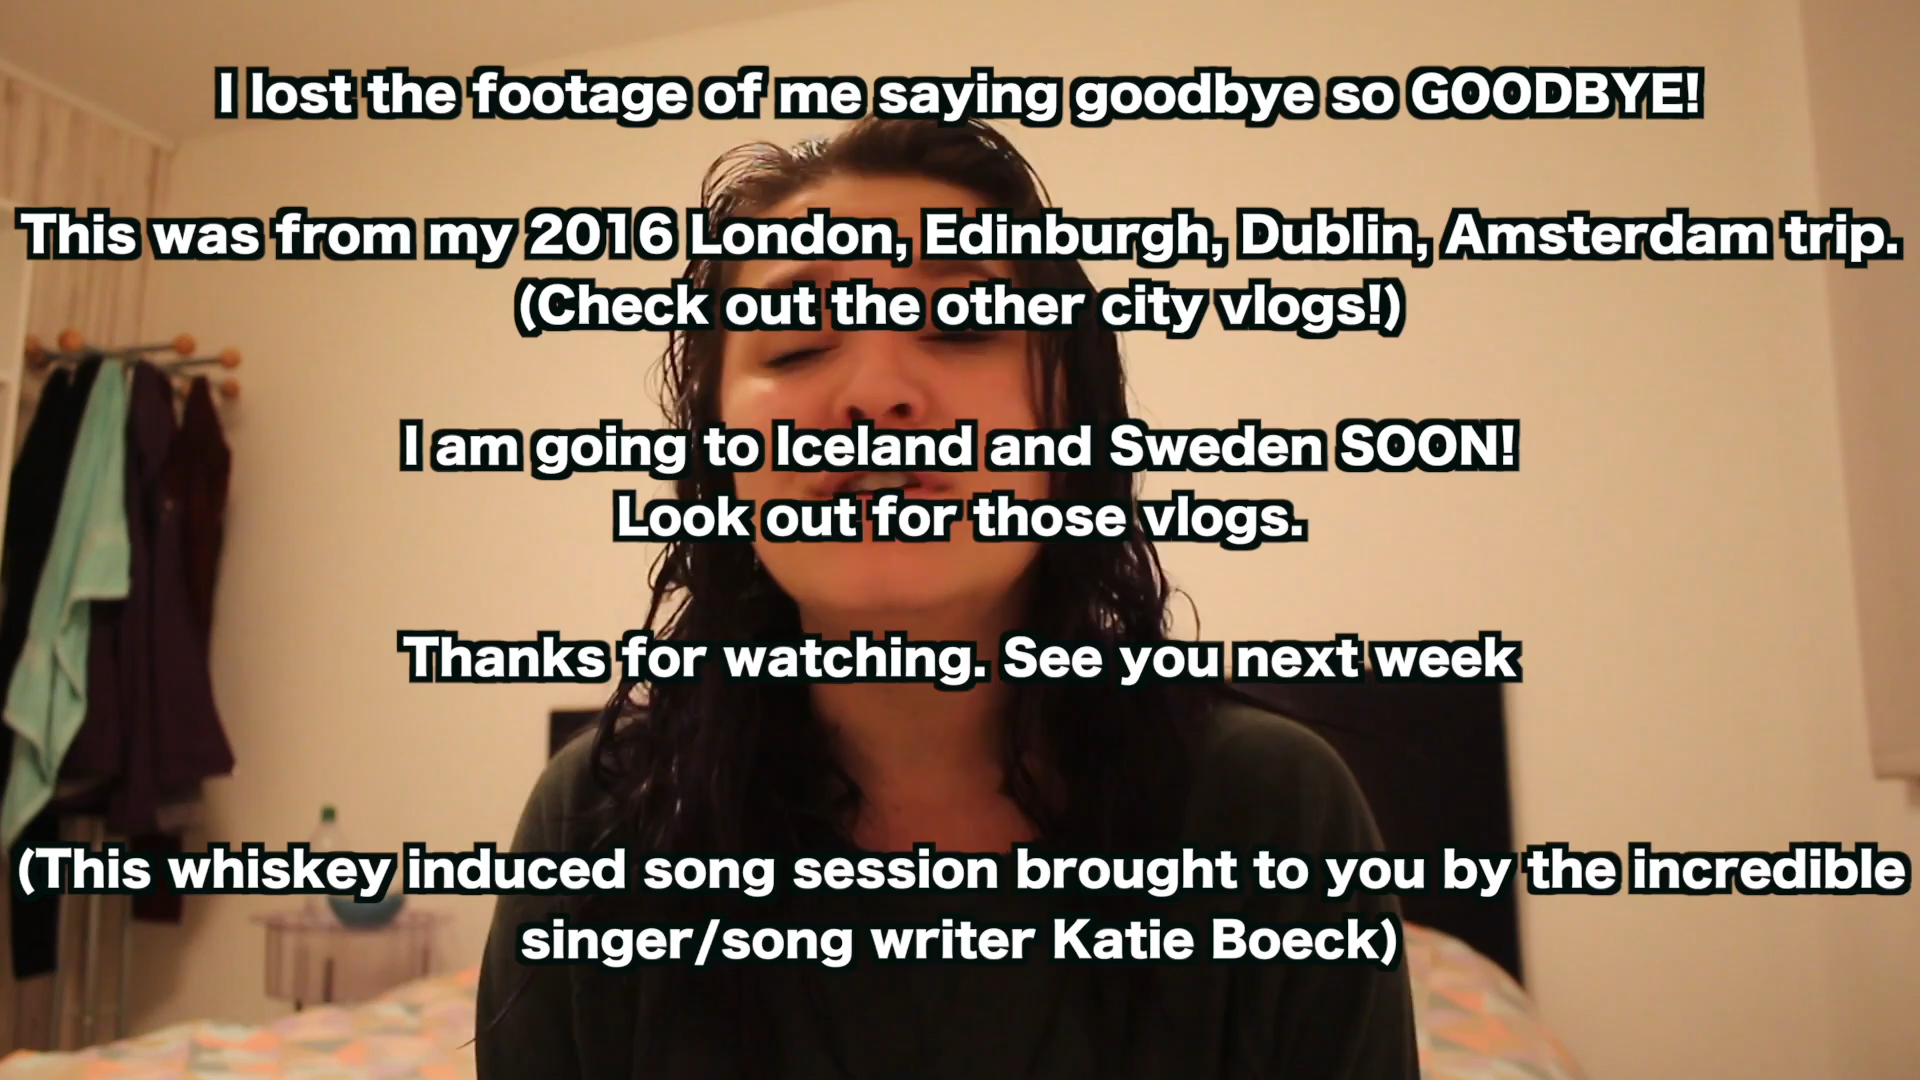 I lost the footage of me saying goodbye so GOODBYE!
This was from my 2016 London, Edinburgh, Dublin, Amsterdam trip.
(Check out the other city vlogs!)
I am going to Iceland and Sweden SOON!
Look out for those vlogs.
Thanks for watching. See you next week
(This whiskey induced song session brought to you by the incredible
singer/song writer Katie Boeck)